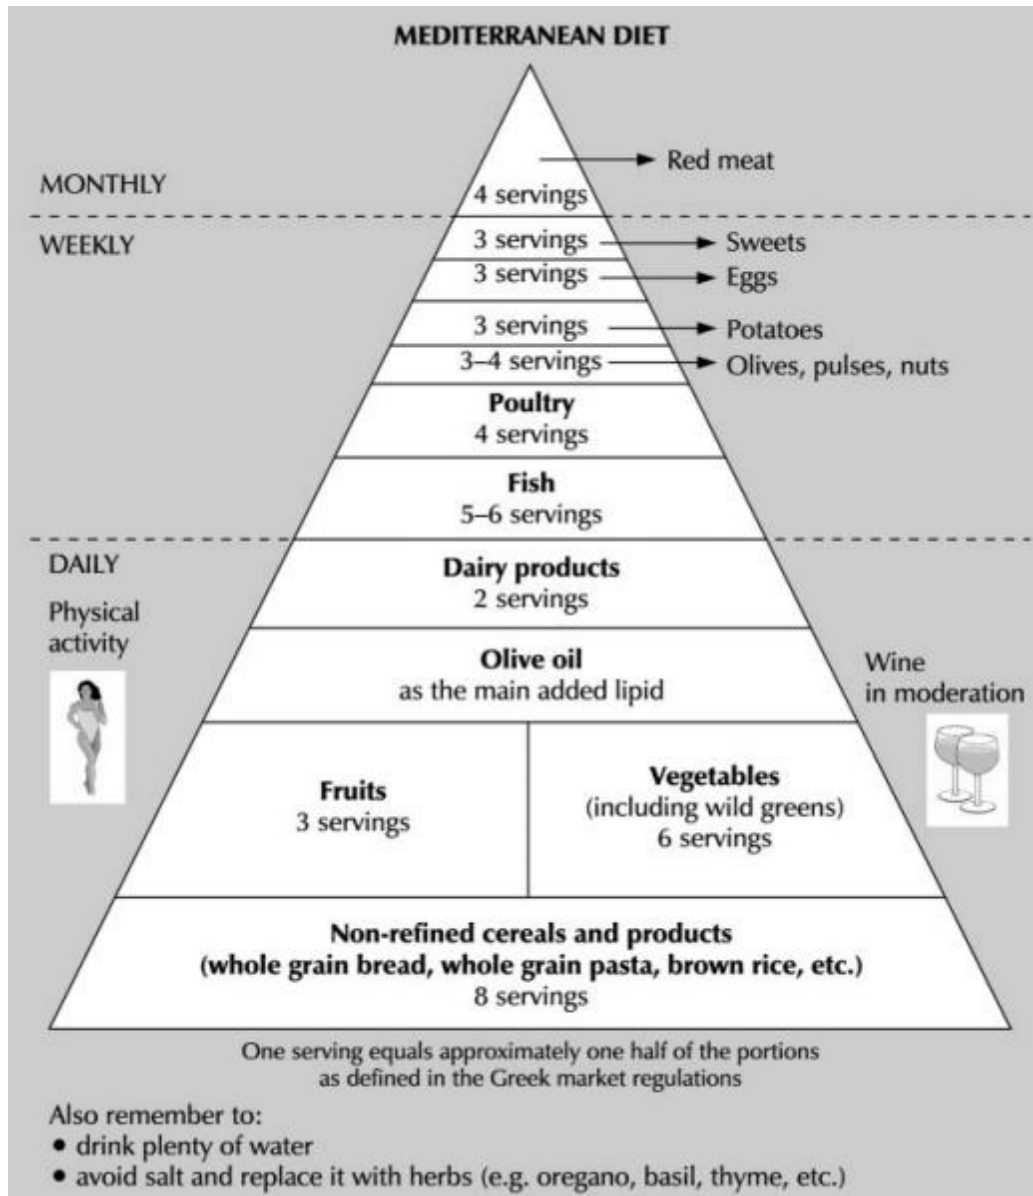 MEDITERRANEAN DIET
Red meat
MONTHLY
4 servings
WEEKLY
3 servings
Sweets
3 servings
Eggs
3 servings
Potatoes
3–4 servings
Olives, pulses, nuts
Poultry
4 servings
Fish
5–6 servings
DAILY
Dairy products
2 servings
Physical
activity
Olive oil
as the main added lipid
Wine
in moderation
Fruits
3 servings
Vegetables
(including wild greens)
6 servings
Non-refined cereals and products
(whole grain bread, whole grain pasta, brown rice, etc.)
8 servings
One serving equals approximately one half of the portions
as defined in the Greek market regulations
Also remember to:
• drink plenty of water
• avoid salt and replace it with herbs (e.g. oregano, basil, thyme, etc.)